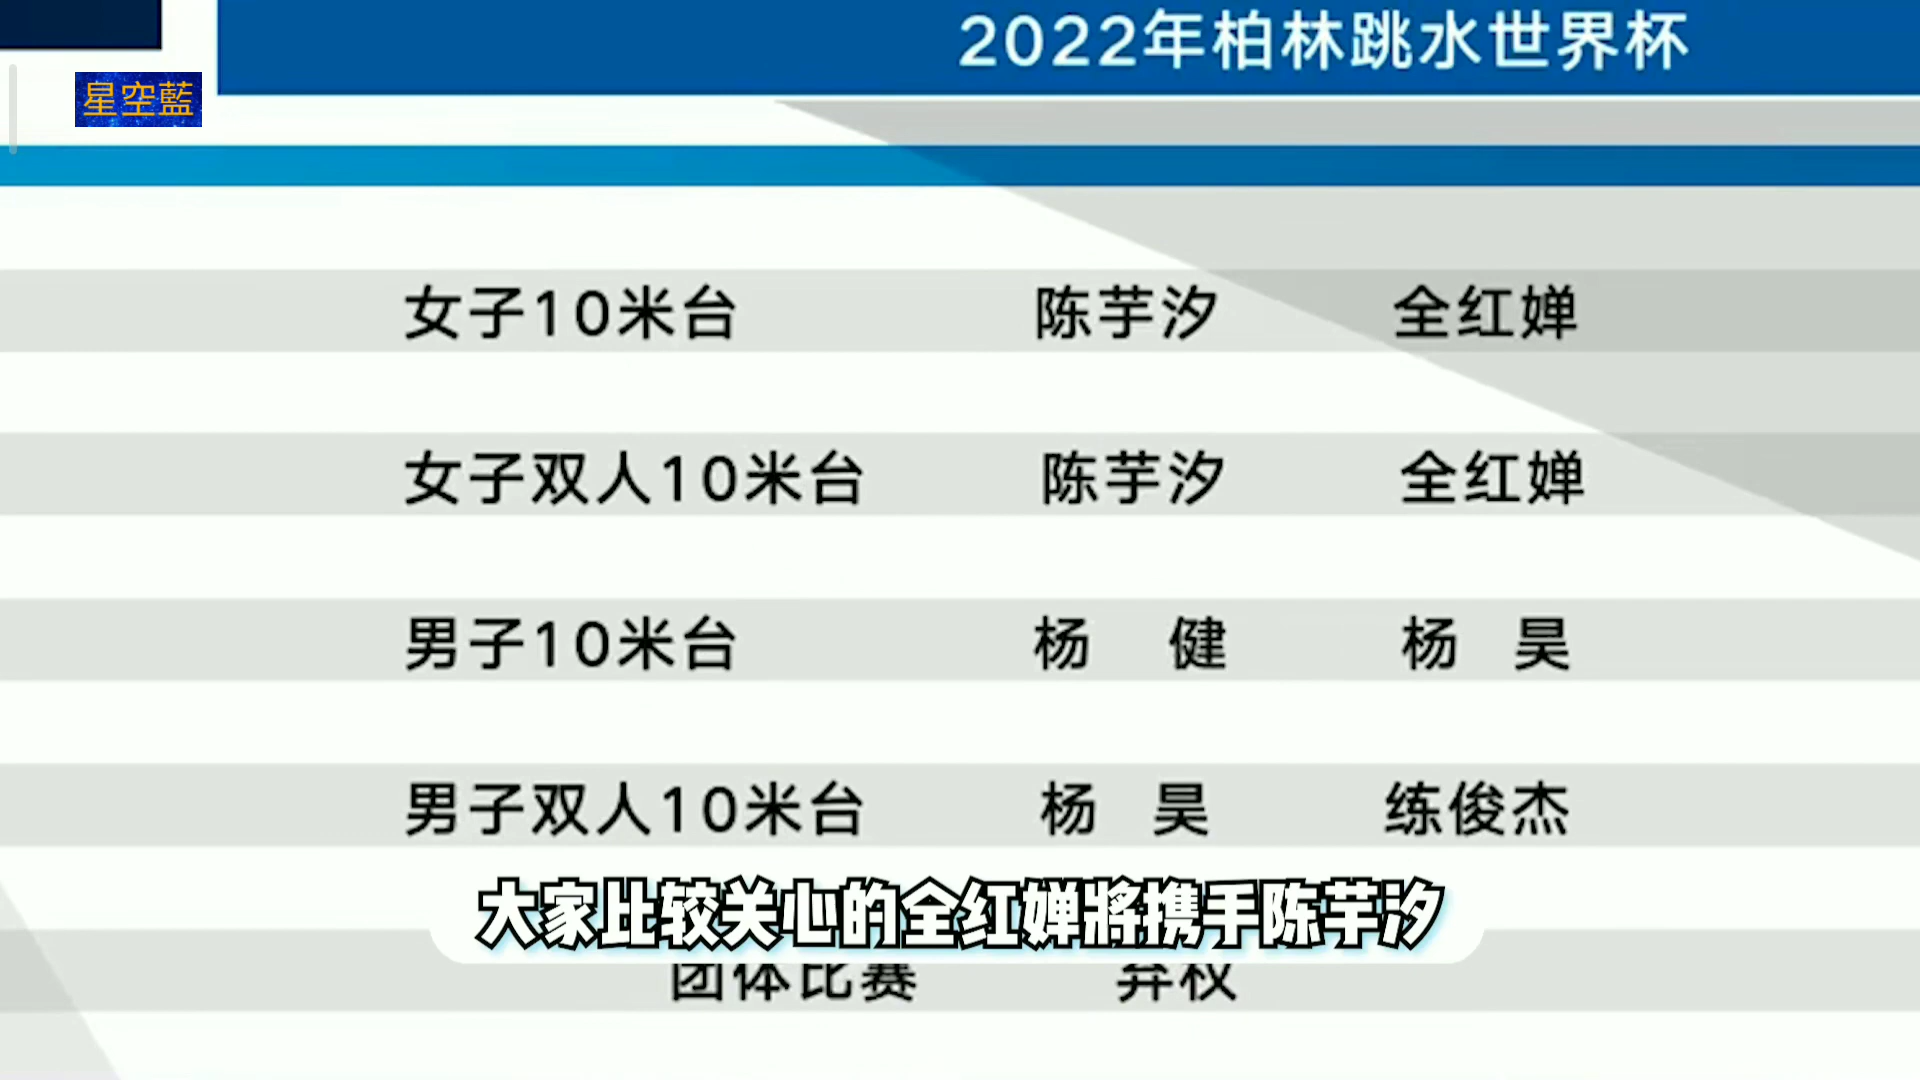 2022年柏林跳水世界杯
星空藍
女子10米台 陈芋汐 全红婵
女子双人10米台 陈芋汐 全红婵
男子10米台 杨 健 杨 昊
男子双人10米台 杨 昊 练俊杰
大家比较关心的全红婵將携手陈芋汐
团体比赛 弃权